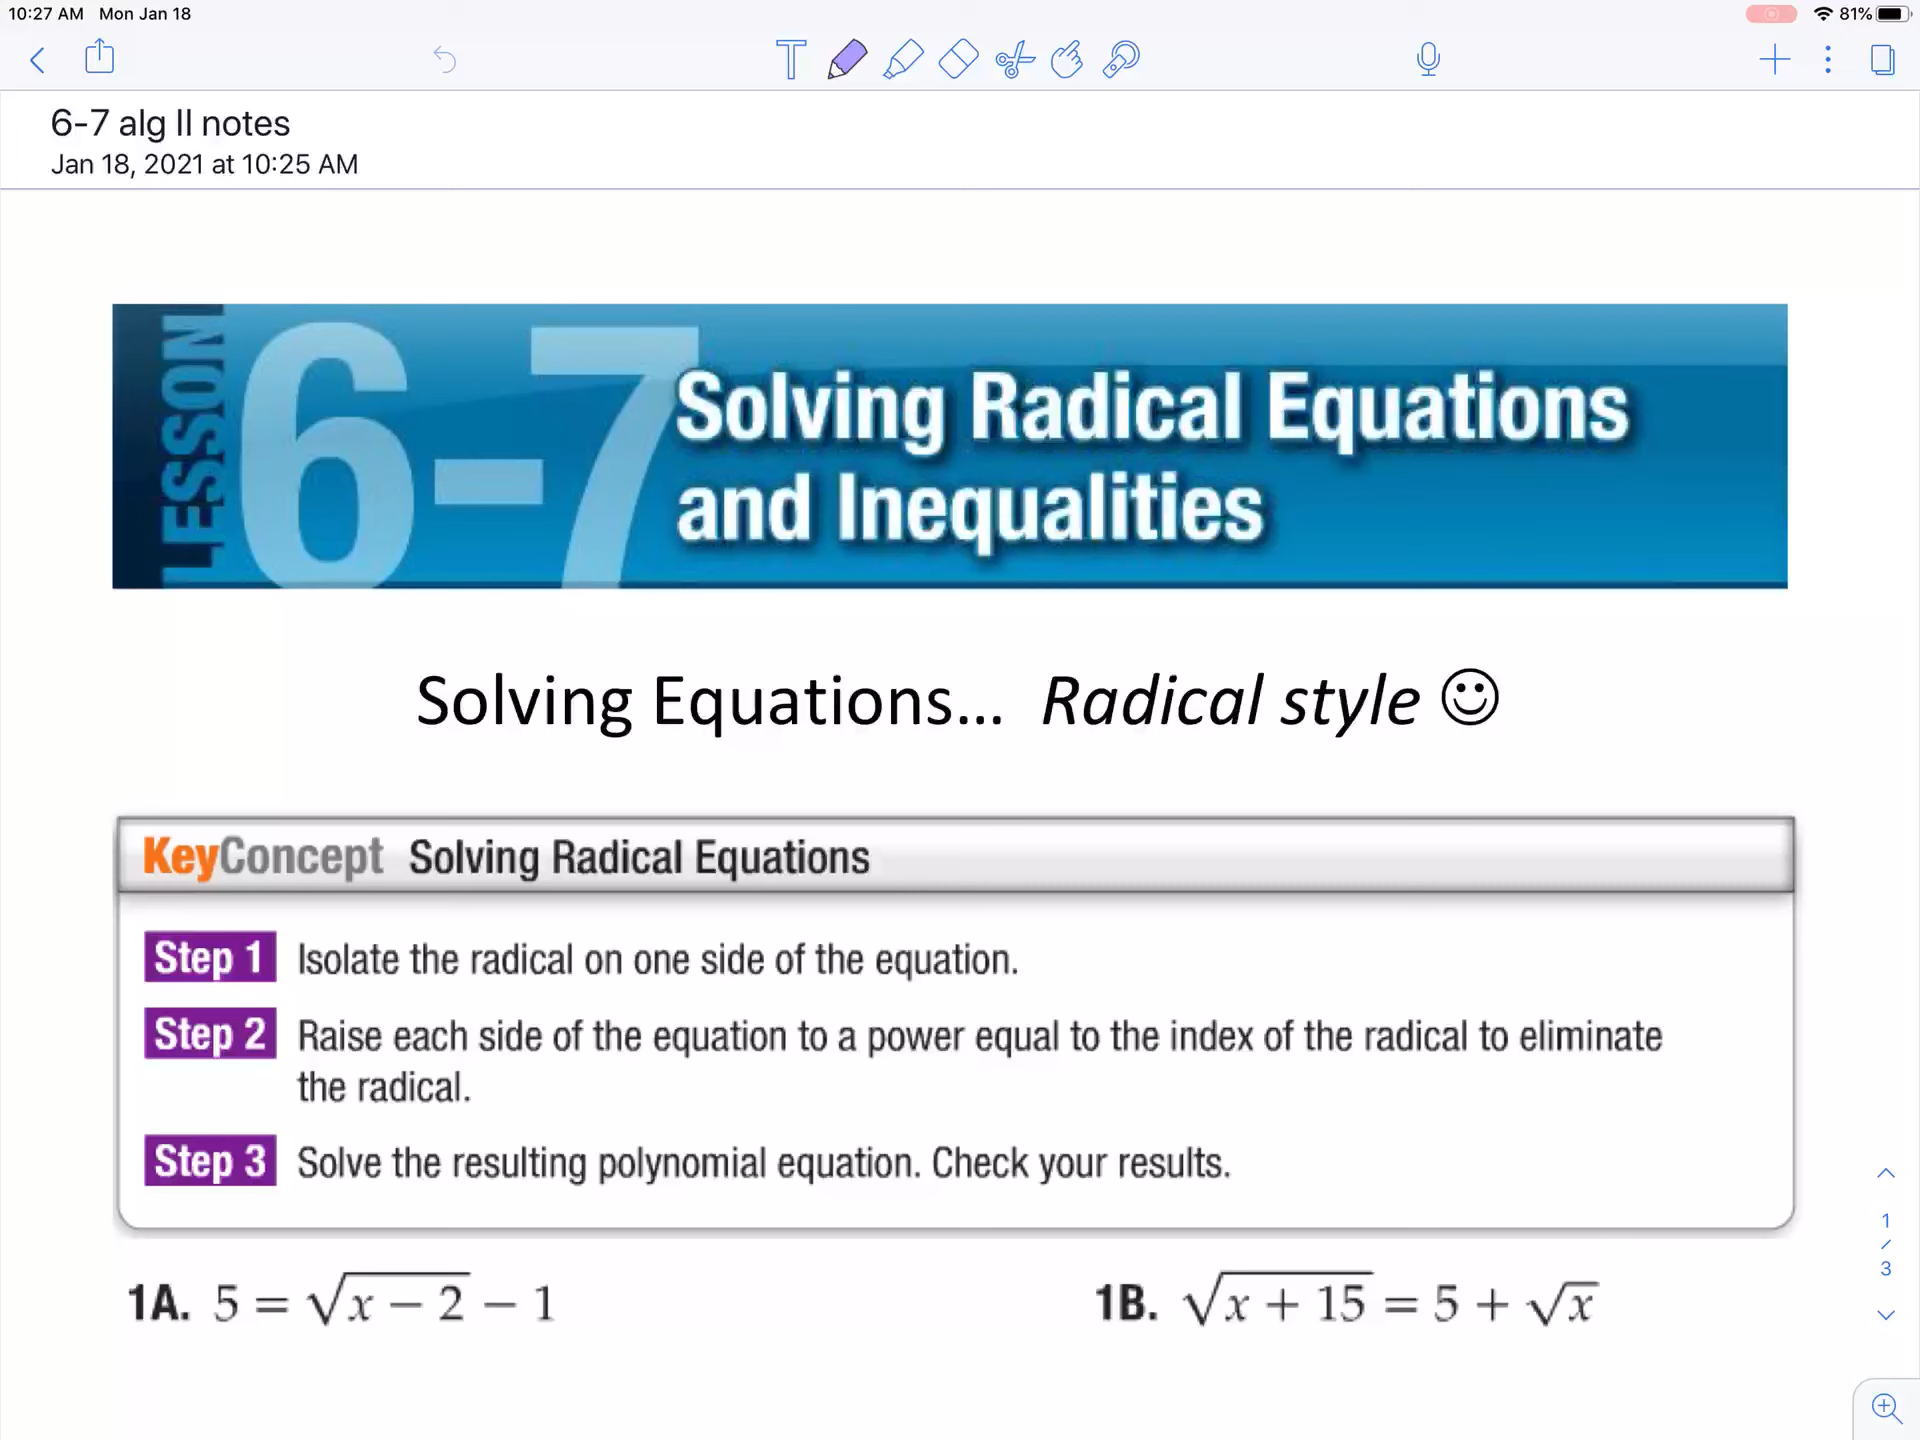 10:27 AM Mon Jan 18
81%
6-7 alg II notes
Jan 18, 2021 at 10:25 AM
LESSON 6-7
Solving Radical Equations
and Inequalities
Solving Equations... Radical style ☺
KeyConcept Solving Radical Equations
Step 1 Isolate the radical on one side of the equation.
Step 2 Raise each side of the equation to a power equal to the index of the radical to eliminate
the radical.
Step 3 Solve the resulting polynomial equation. Check your results.
1A. 5 = √(x − 2) − 1
1B. √(x + 15) = 5 + √x
1
/
3